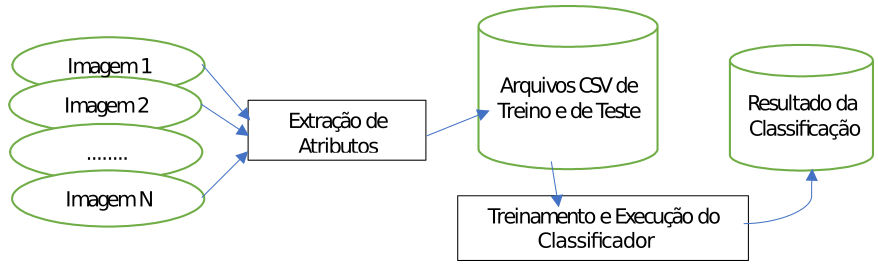 Imagem 1
Imagem 2
........
Imagem N
Extração de
Atributos
Arquivos CSV de
Treino e de Teste
Treinamento e Execução do
Classificador
Resultado da
Classificação